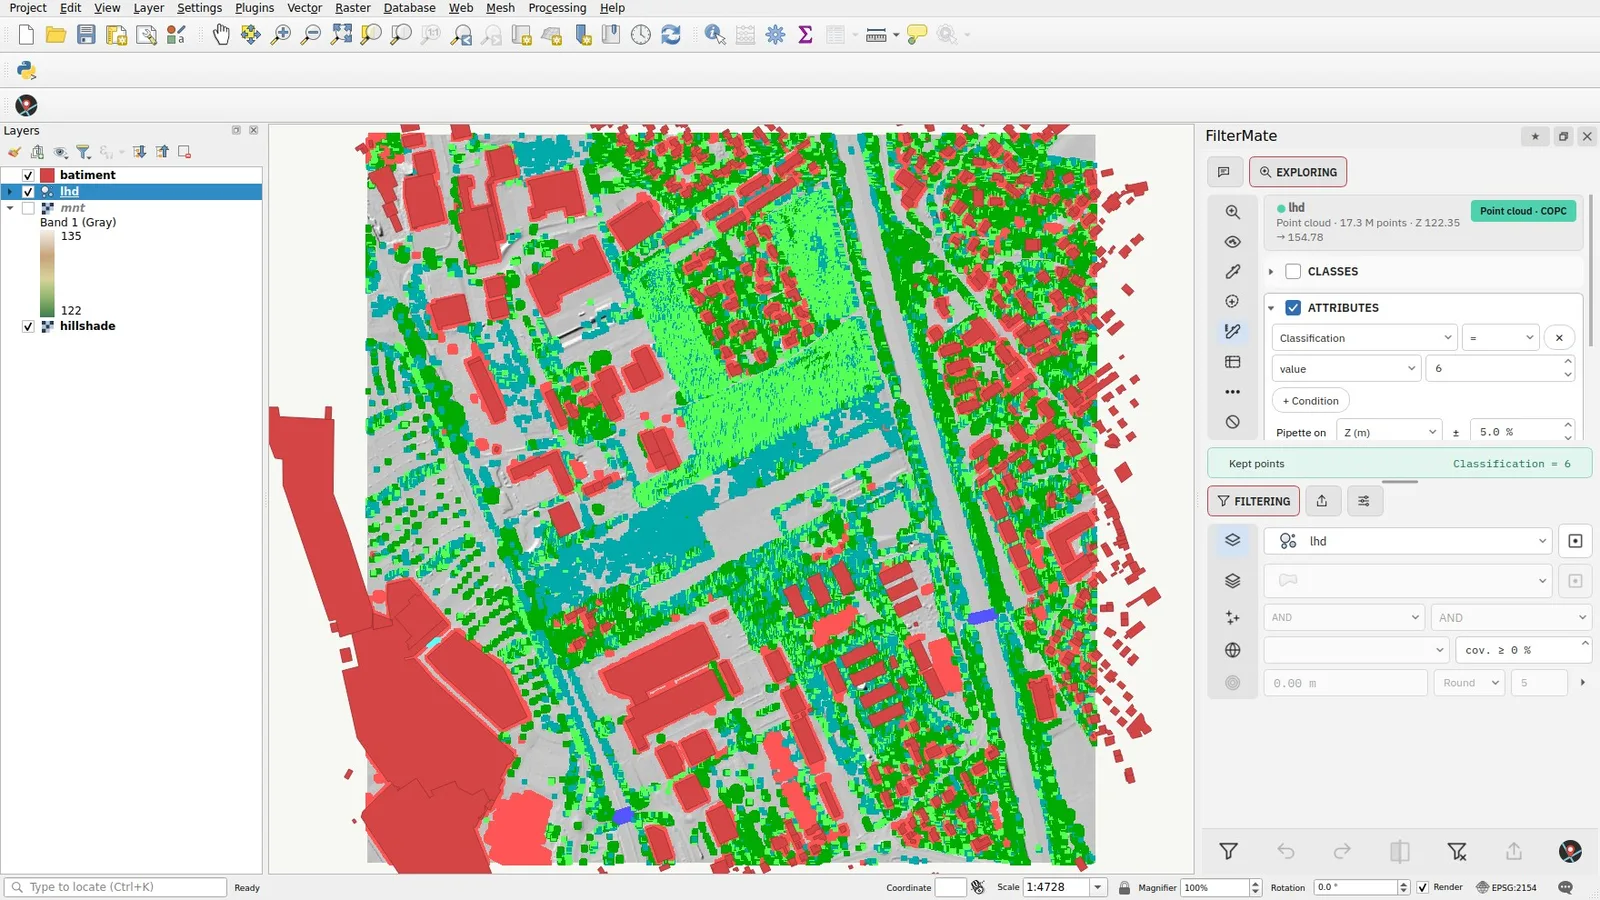 Project Edit View Layer Settings Plugins Vector Raster Database Web Mesh Processing Help
Layers
batiment
lhd
mnt
Band 1 (Gray)
135
122
hillshade
FilterMate
EXPLORING
lhd
Point cloud · 17.3 M points · Z 122.35
→ 154.78
Point cloud · COPC
CLASSES
ATTRIBUTES
Classification
=
value
6
+ Condition
Pipette on
Z (m)
±
5.0 %
Kept points
Classification = 6
FILTERING
lhd
AND
AND
cov. ≥ 0 %
0.00 m
Round
5
Type to locate (Ctrl+K)
Ready
Coordinate
Scale 1:4728
Magnifier 100%
Rotation 0.0 °
Render
EPSG:2154